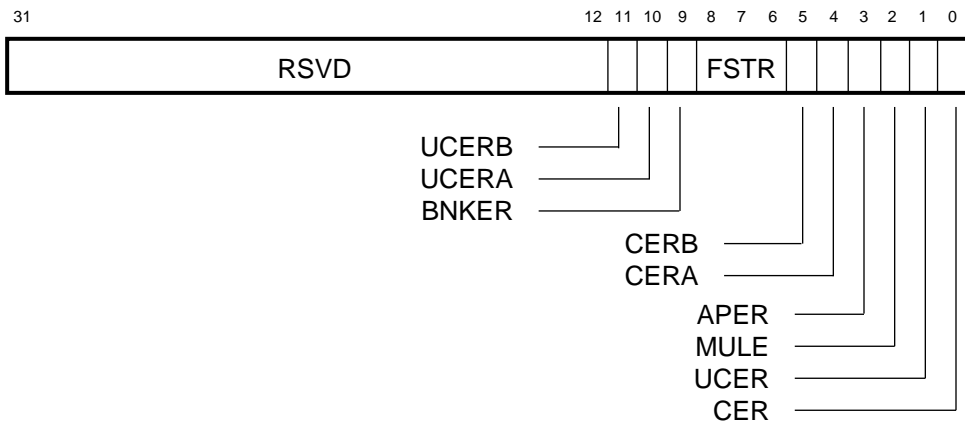 31 12 11 10 9 8 7 6 5 4 3 2 1 0
RSVD FSTR
UCERB
UCERA
BNKER
CERB
CERA
APER
MULE
UCER
CER